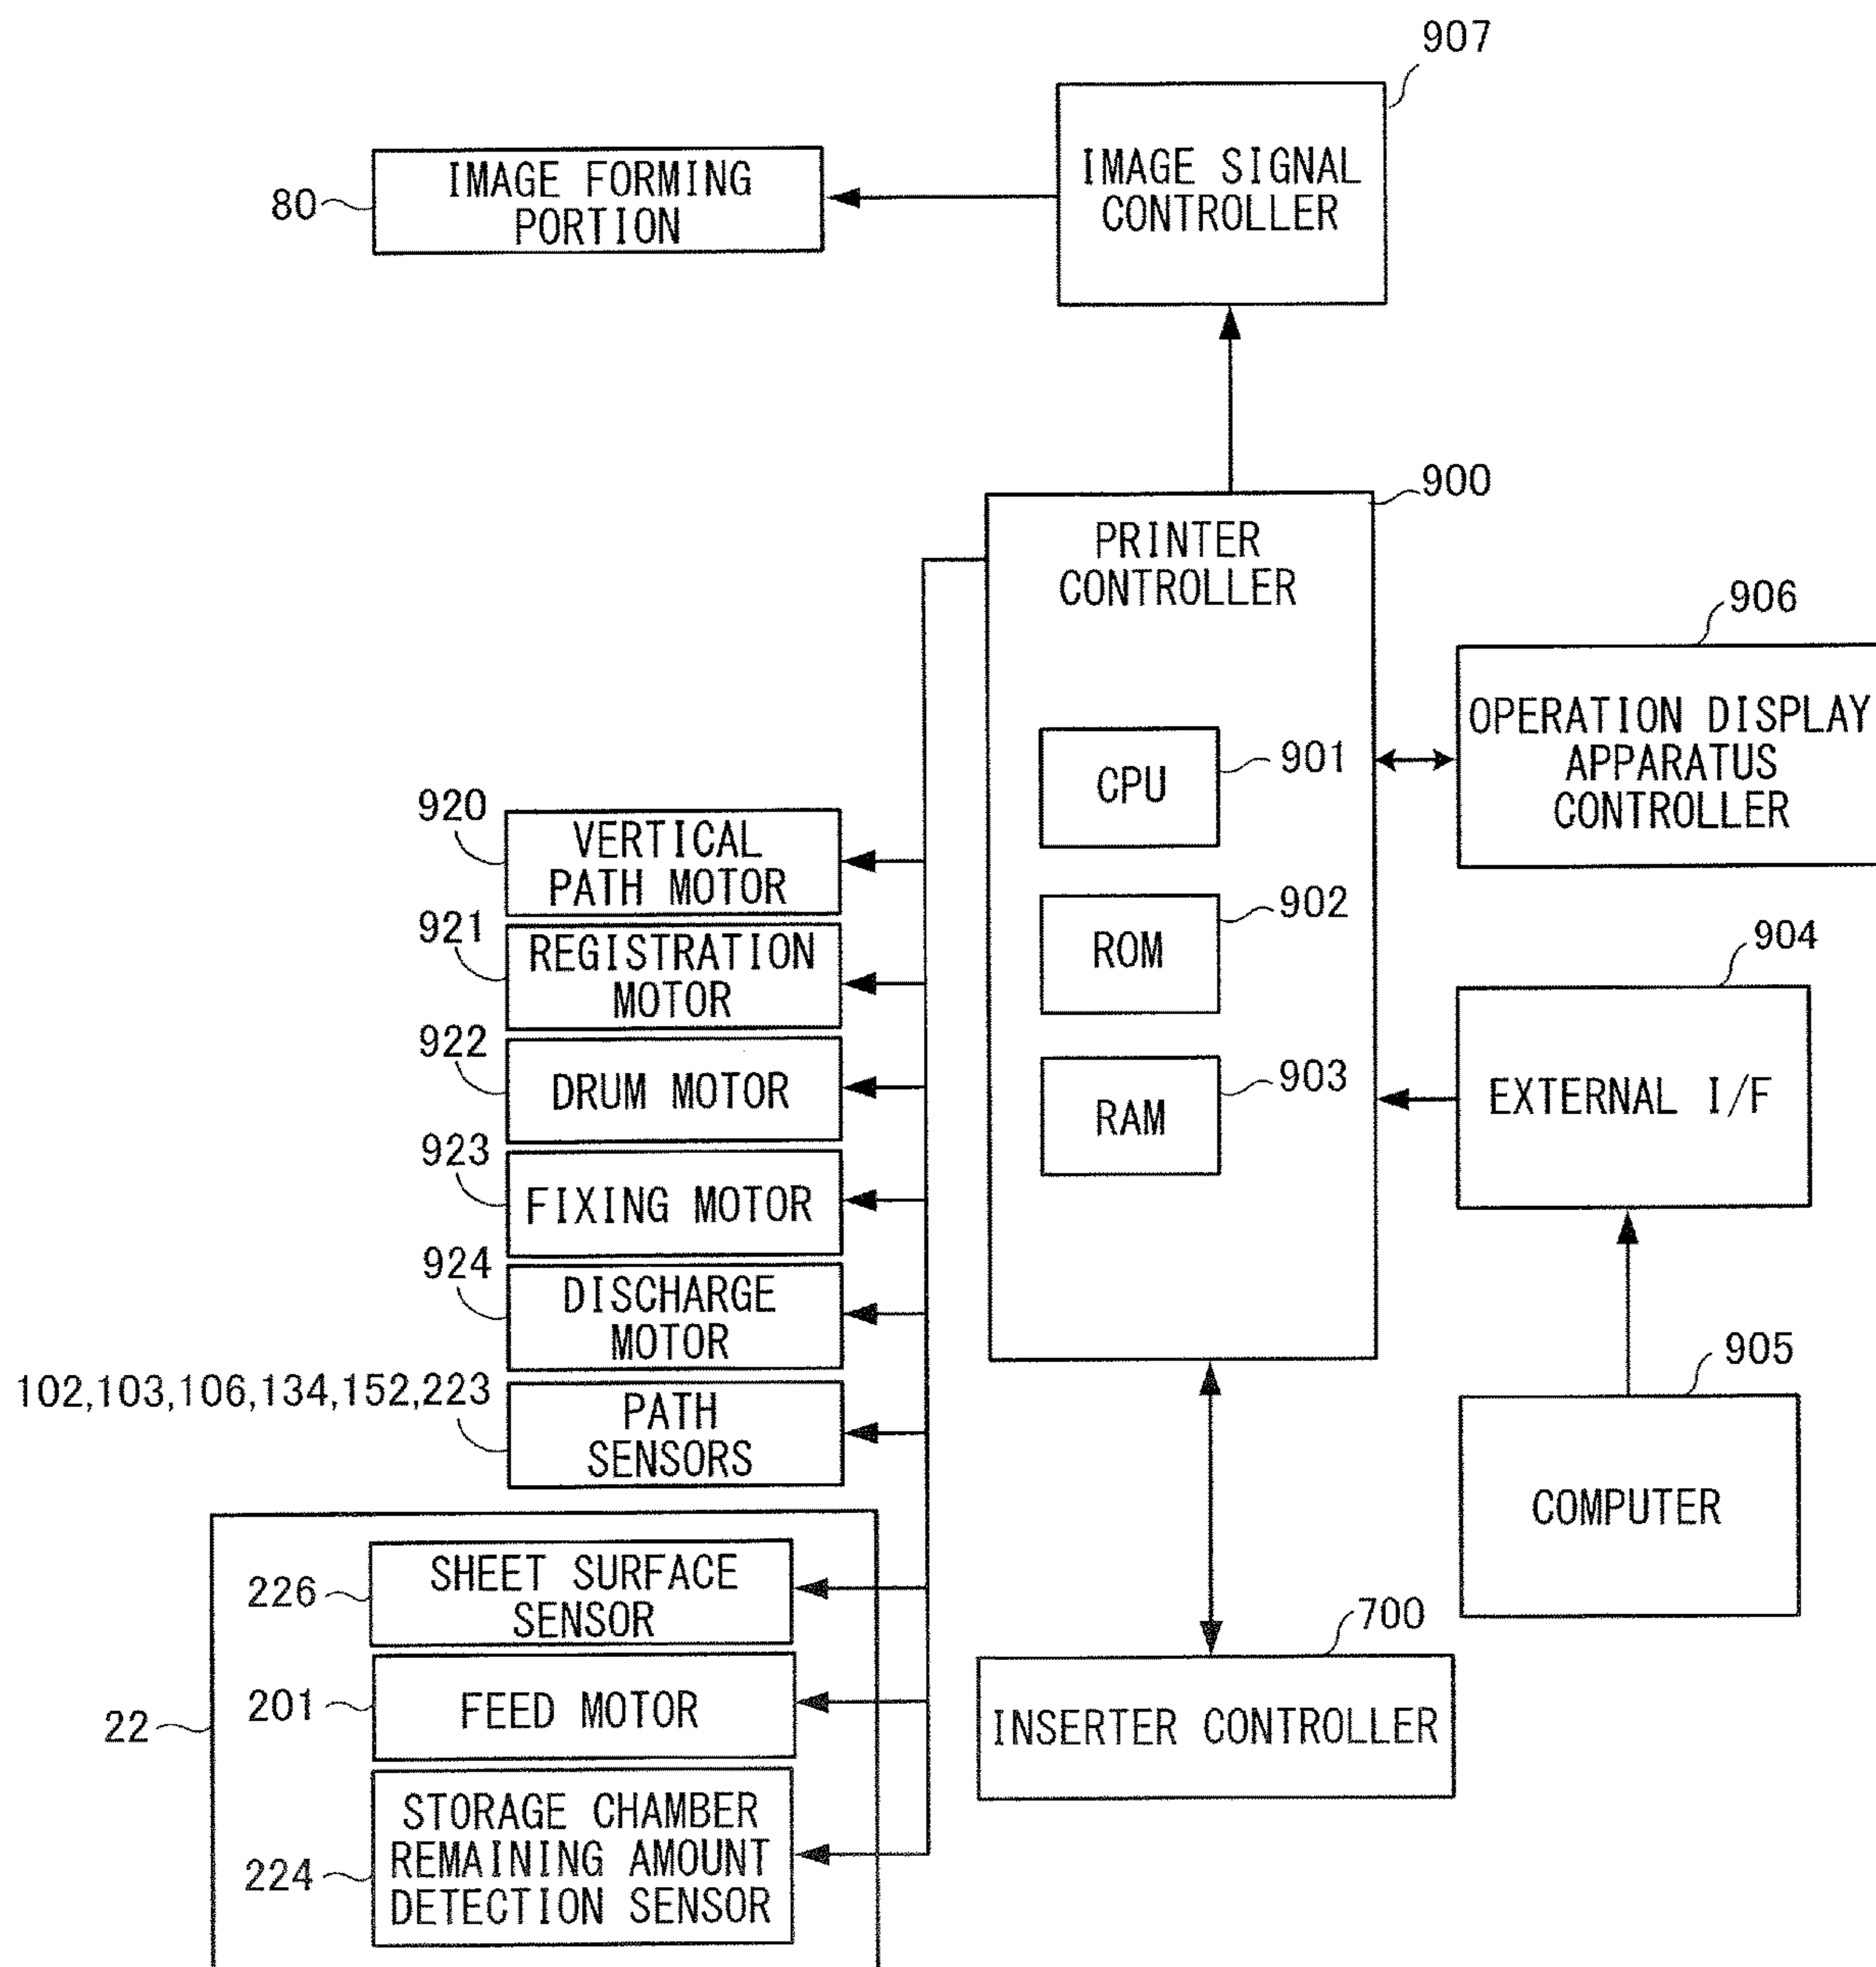 907
IMAGE SIGNAL
CONTROLLER
80
IMAGE FORMING
PORTION
900
PRINTER
CONTROLLER
906
OPERATION DISPLAY
APPARATUS
CONTROLLER
CPU
901
920
VERTICAL
PATH MOTOR
ROM
902
921
REGISTRATION
MOTOR
904
EXTERNAL I/F
922
DRUM MOTOR
RAM
903
923
FIXING MOTOR
924
DISCHARGE
MOTOR
905
COMPUTER
102,103,106,134,152,223
PATH
SENSORS
226
SHEET SURFACE
SENSOR
700
INSERTER CONTROLLER
22
201
FEED MOTOR
224
STORAGE CHAMBER
REMAINING AMOUNT
DETECTION SENSOR